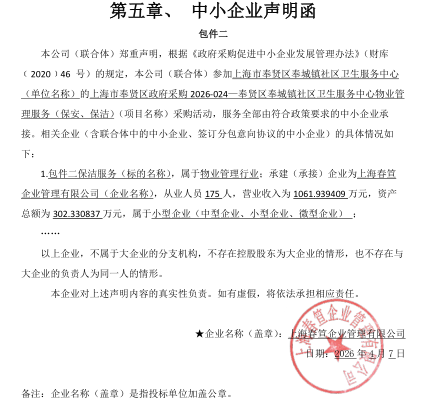 第五章、 中小企业声明函
包件二
本公司（联合体）郑重声明，根据《政府采购促进中小企业发展管理办法》（财库
﹝2020﹞46 号）的规定，本公司（联合体）参加上海市奉贤区奉城镇社区卫生服务中心
（单位名称）的上海市奉贤区政府采购 2026-024—奉贤区奉城镇社区卫生服务中心物业管
理服务（保安、保洁）（项目名称）采购活动，服务全部由符合政策要求的中小企业承
接。相关企业（含联合体中的中小企业、签订分包意向协议的中小企业）的具体情况如
下：
1.包件二保洁服务（标的名称），属于物业管理行业；承建（承接）企业为上海春笪
企业管理有限公司（企业名称），从业人员 175 人，营业收入为 1061.939409 万元，资产
总额为 302.330837 万元，属于小型企业（中型企业、小型企业、微型企业） ；
……
以上企业，不属于大企业的分支机构，不存在控股股东为大企业的情形，也不存在与
大企业的负责人为同一人的情形。
本企业对上述声明内容的真实性负责。如有虚假，将依法承担相应责任。
★企业名称（盖章）：上海春笪企业管理有限公司
日期：2026 年 4 月 7 日
上海春笪企业管理有限公司
备注：企业名称（盖章）是指投标单位加盖公章。